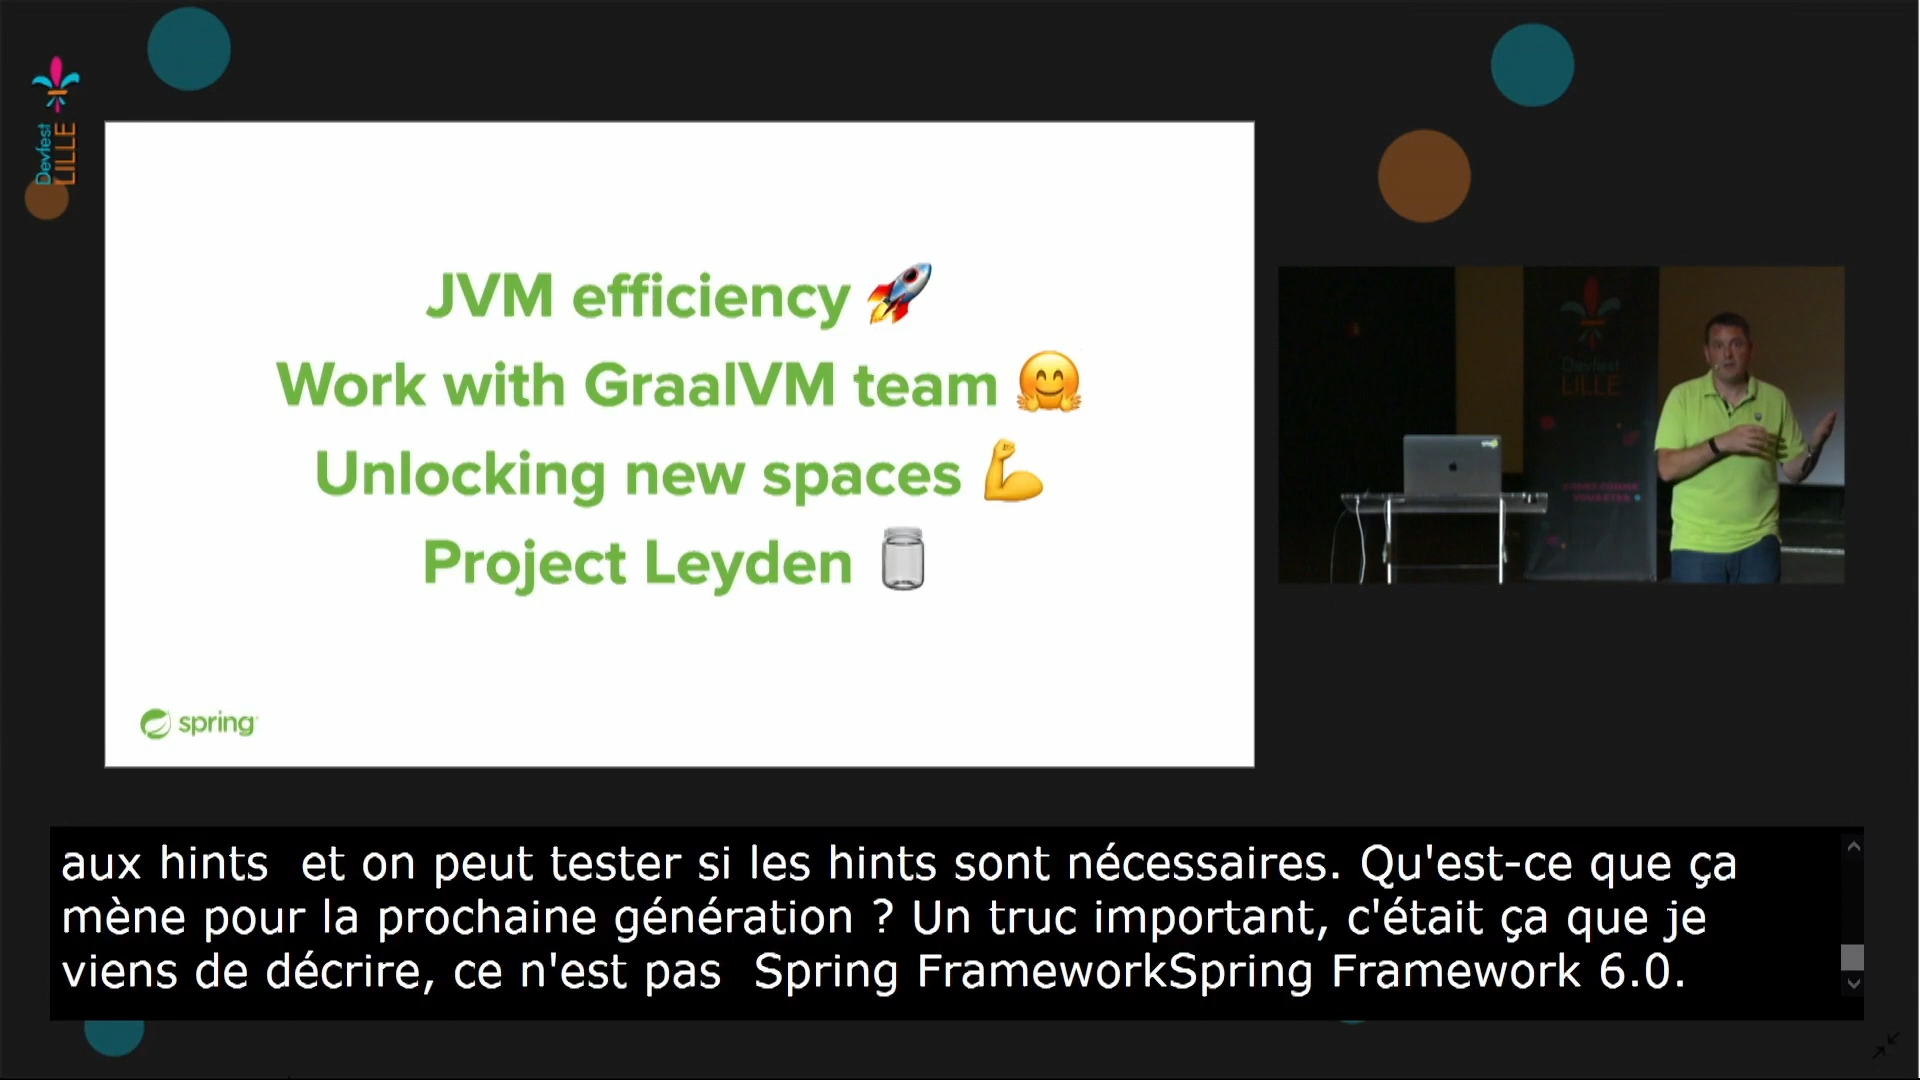 Devfest
LILLE
JVM efficiency 🚀
Work with GraalVM team 🤗
Unlocking new spaces 💪
Project Leyden
spring
Devfest
LILLE
aux hints  et on peut tester si les hints sont nécessaires. Qu'est-ce que ça
mène pour la prochaine génération ? Un truc important, c'était ça que je
viens de décrire, ce n'est pas  Spring FrameworkSpring Framework 6.0.